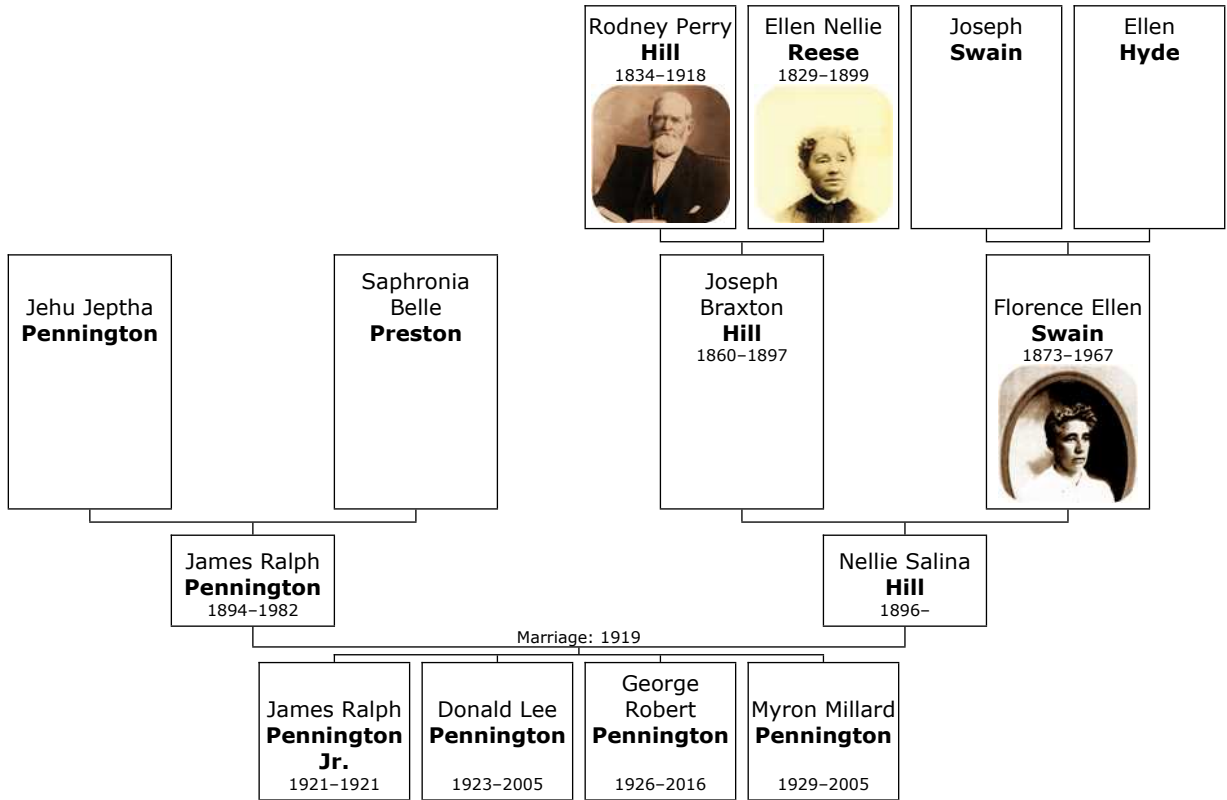 Rodney Perry
Hill
1834–1918
Ellen Nellie
Reese
1829–1899
Joseph
Swain
Ellen
Hyde
Jehu Jeptha
Pennington
Saphronia
Belle
Preston
Joseph
Braxton
Hill
1860–1897
Florence Ellen
Swain
1873–1967
James Ralph
Pennington
1894–1982
Nellie Salina
Hill
1896–
Marriage: 1919
James Ralph
Pennington
Jr.
1921–1921
Donald Lee
Pennington
1923–2005
George
Robert
Pennington
1926–2016
Myron Millard
Pennington
1929–2005